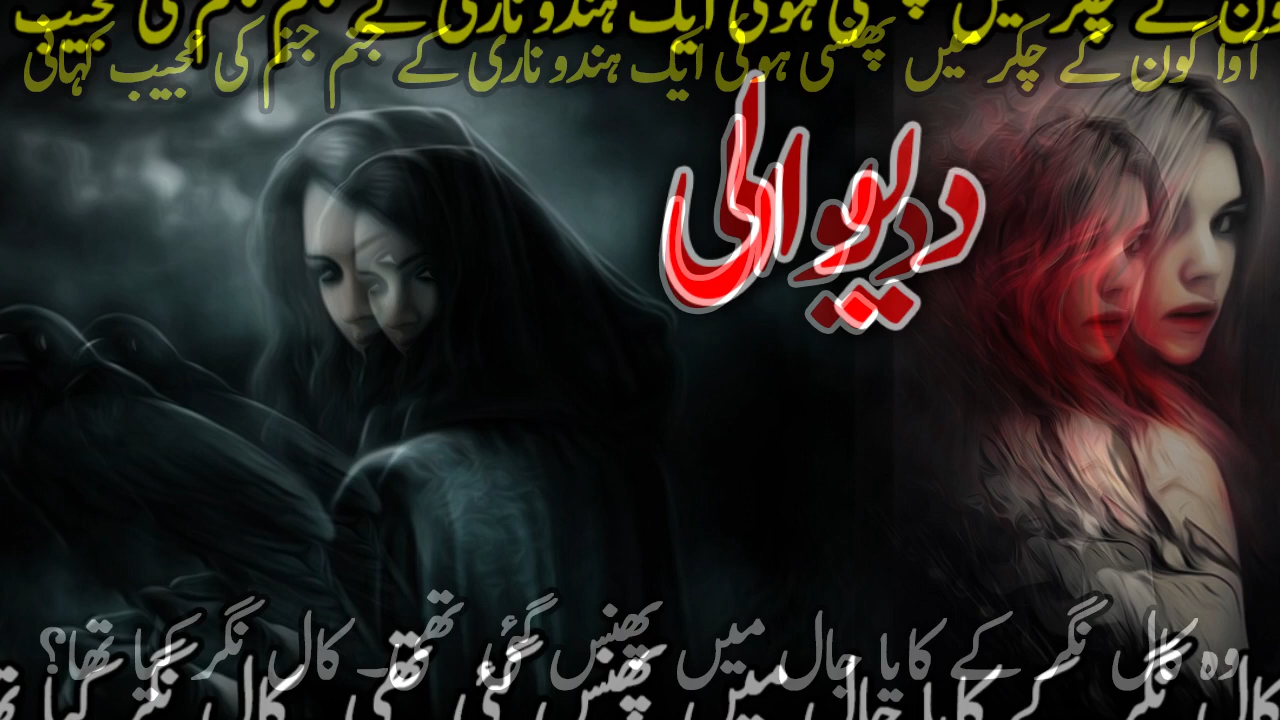 آواگون کے چکر میں پھنسی ہوئی ایک ہندو ناری کے جنم جنم کی عجیب کہانی
دیوالی
وہ کال نگر کے کایا جال میں پھنس گئی تھی۔ کال نگر کیا تھا؟